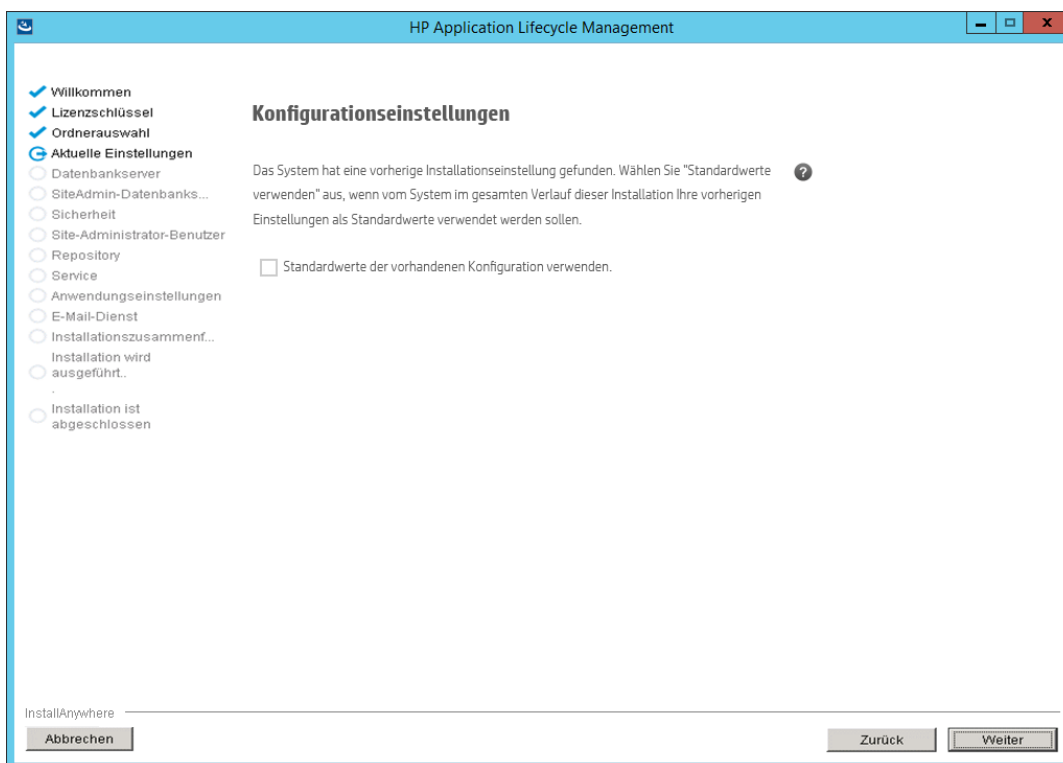 HP Application Lifecycle Management
Willkommen
Lizenzschlüssel
Ordnerauswahl
Aktuelle Einstellungen
Datenbankserver
SiteAdmin-Datenbanks...
Sicherheit
Site-Administrator-Benutzer
Repository
Service
Anwendungseinstellungen
E-Mail-Dienst
Installationszusammenf...
Installation wird
ausgeführt..
.
Installation ist
abgeschlossen
Konfigurationseinstellungen
Das System hat eine vorherige Installationseinstellung gefunden. Wählen Sie "Standardwerte
verwenden" aus, wenn vom System im gesamten Verlauf dieser Installation Ihre vorherigen
Einstellungen als Standardwerte verwendet werden sollen.
?
Standardwerte der vorhandenen Konfiguration verwenden.
InstallAnywhere
Abbrechen
Zurück
Weiter